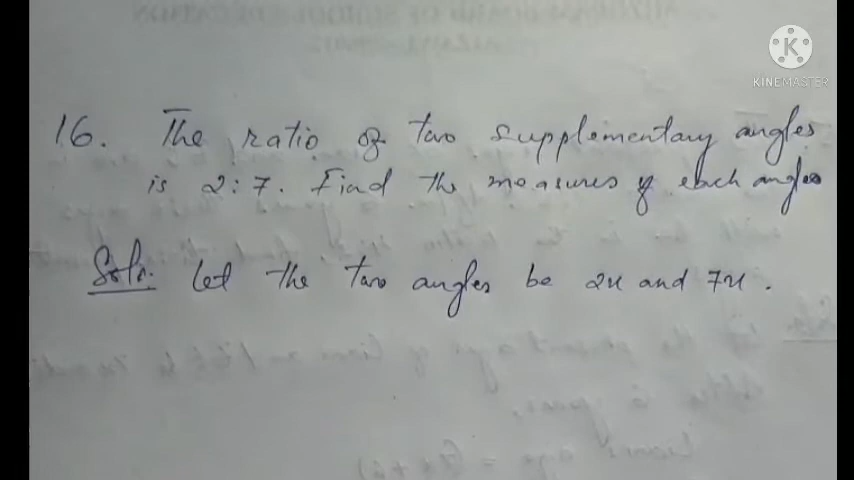 KINEMASTER
16. The ratio of two supplementary angles
is 2:7. Find the measures of each angles
Soln. Let the two angles be 2x and 7x.